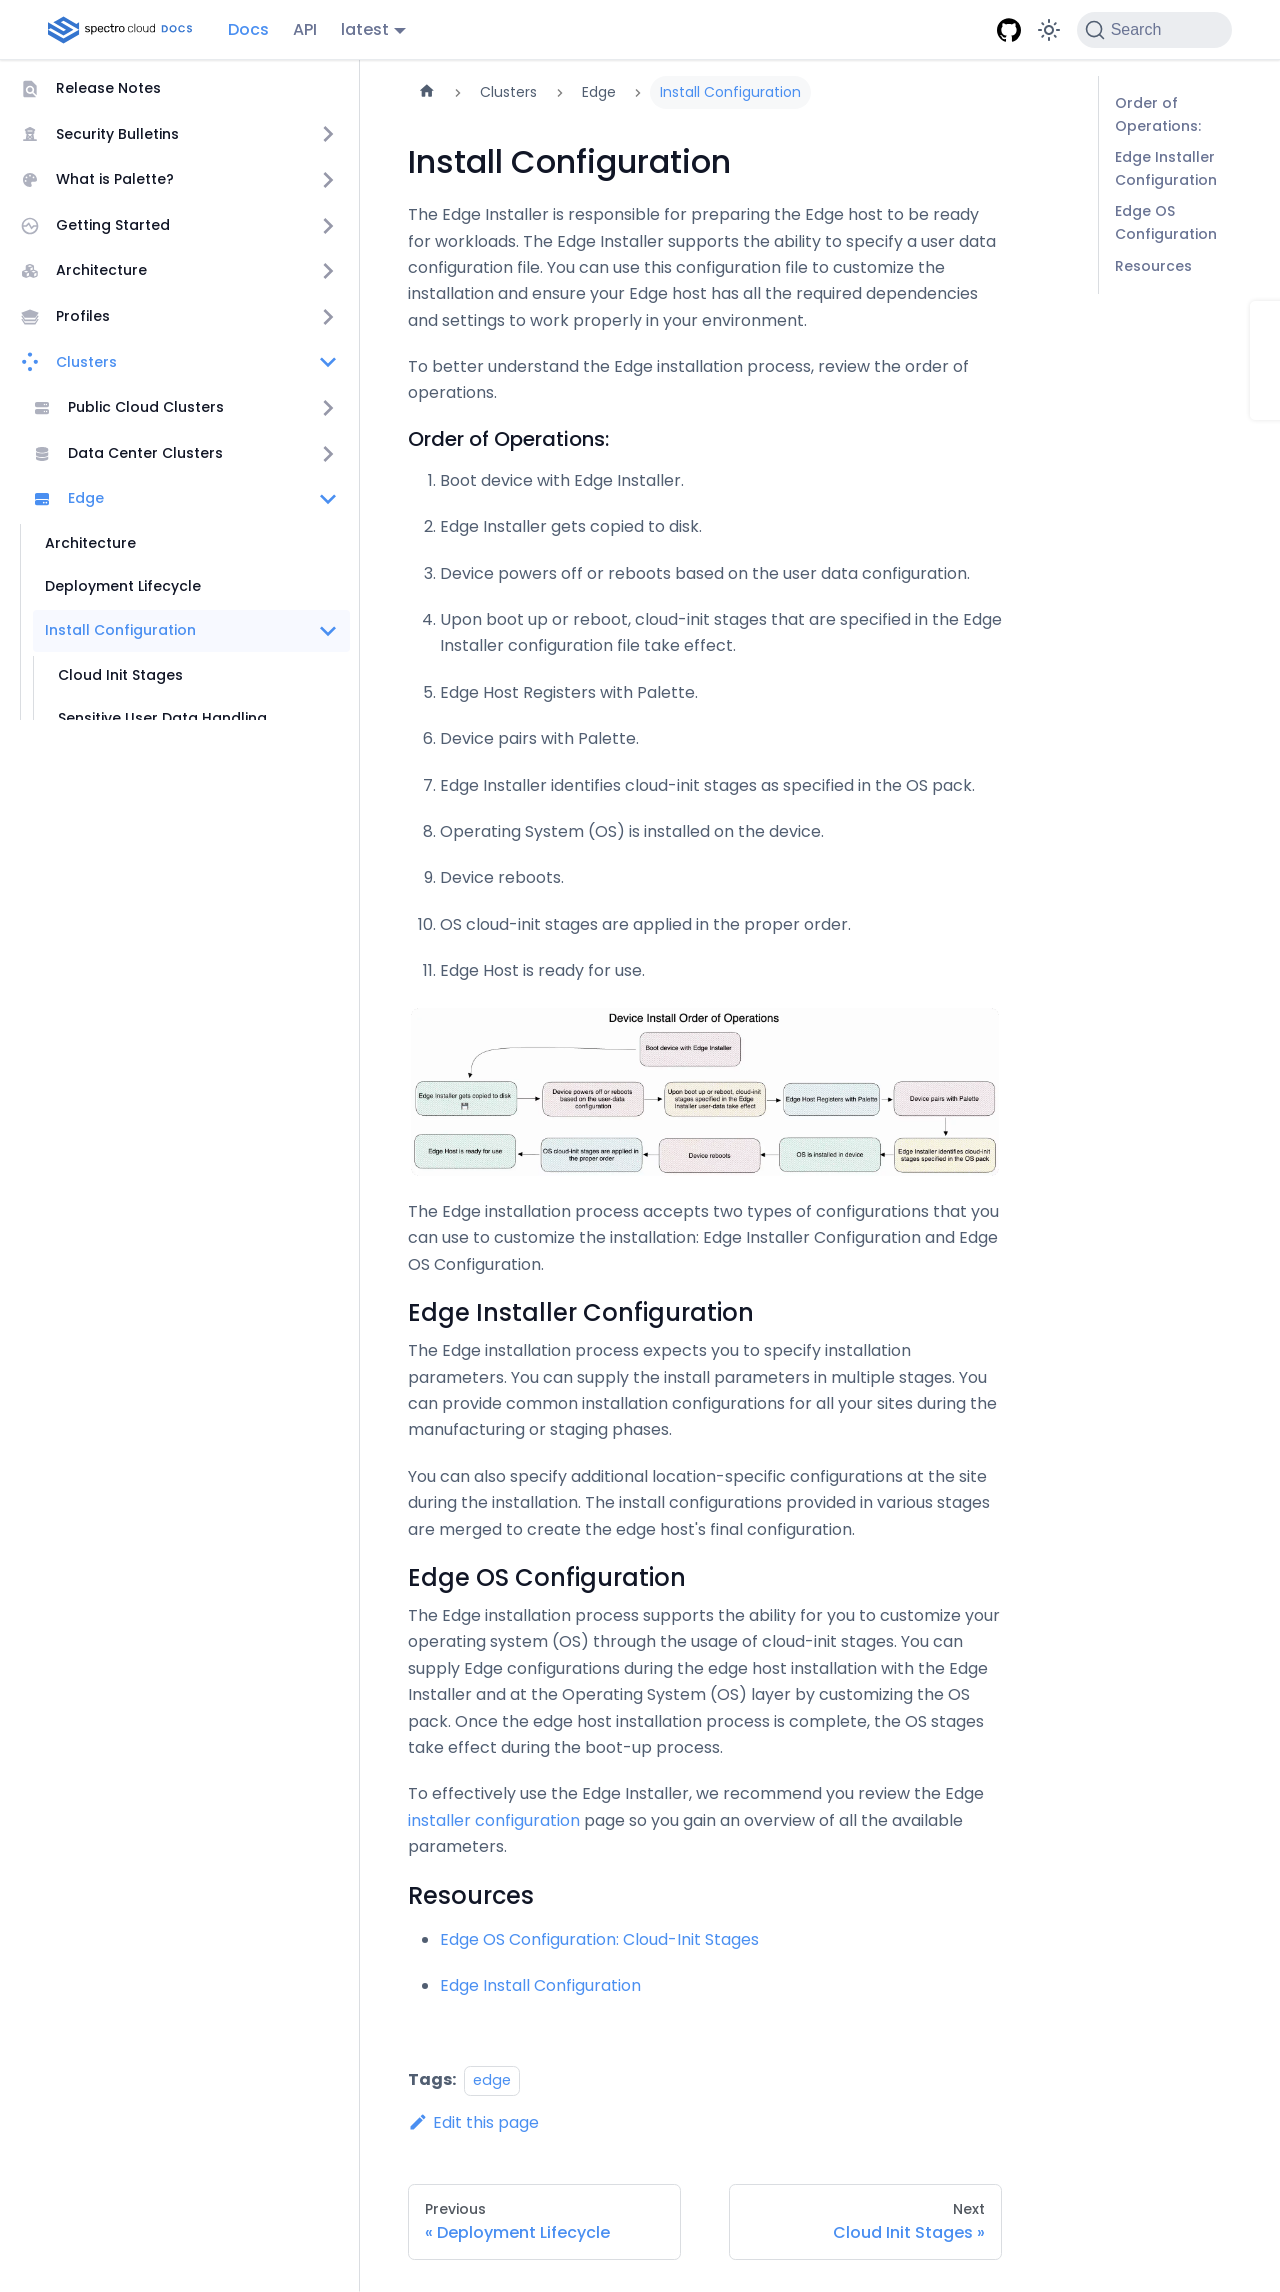 spectro cloud DOCS
Docs
API
latest
Search
Release Notes
Security Bulletins
What is Palette?
Getting Started
Architecture
Profiles
Clusters
Public Cloud Clusters
Data Center Clusters
Edge
Architecture
Deployment Lifecycle
Install Configuration
Cloud Init Stages
Sensitive User Data Handling
Clusters
Edge
Install Configuration
Install Configuration
The Edge Installer is responsible for preparing the Edge host to be ready
for workloads. The Edge Installer supports the ability to specify a user data
configuration file. You can use this configuration file to customize the
installation and ensure your Edge host has all the required dependencies
and settings to work properly in your environment.
To better understand the Edge installation process, review the order of
operations.
Order of Operations:
1. Boot device with Edge Installer.
2. Edge Installer gets copied to disk.
3. Device powers off or reboots based on the user data configuration.
4. Upon boot up or reboot, cloud-init stages that are specified in the Edge
Installer configuration file take effect.
5. Edge Host Registers with Palette.
6. Device pairs with Palette.
7. Edge Installer identifies cloud-init stages as specified in the OS pack.
8. Operating System (OS) is installed on the device.
9. Device reboots.
10. OS cloud-init stages are applied in the proper order.
11. Edge Host is ready for use.
Device Install Order of Operations
Boot device with Edge Installer
Edge Installer gets copied to disk
Device powers off or reboots
based on the user-data
configuration
Upon boot up or reboot, cloud-init
stages specified in the Edge
Installer user-data take effect
Edge Host Registers with Palette
Device pairs with Palette
Edge Host is ready for use
OS cloud-init stages are applied in
the proper order
Device reboots
OS is installed in device
Edge Installer identifies cloud-init
stages specified in the OS pack
The Edge installation process accepts two types of configurations that you
can use to customize the installation: Edge Installer Configuration and Edge
OS Configuration.
Edge Installer Configuration
The Edge installation process expects you to specify installation
parameters. You can supply the install parameters in multiple stages. You
can provide common installation configurations for all your sites during the
manufacturing or staging phases.
You can also specify additional location-specific configurations at the site
during the installation. The install configurations provided in various stages
are merged to create the edge host's final configuration.
Edge OS Configuration
The Edge installation process supports the ability for you to customize your
operating system (OS) through the usage of cloud-init stages. You can
supply Edge configurations during the edge host installation with the Edge
Installer and at the Operating System (OS) layer by customizing the OS
pack. Once the edge host installation process is complete, the OS stages
take effect during the boot-up process.
To effectively use the Edge Installer, we recommend you review the Edge
installer configuration page so you gain an overview of all the available
parameters.
Resources
Edge OS Configuration: Cloud-Init Stages
Edge Install Configuration
Tags: edge
Edit this page
Previous
« Deployment Lifecycle
Next
Cloud Init Stages »
Order of
Operations:
Edge Installer
Configuration
Edge OS
Configuration
Resources